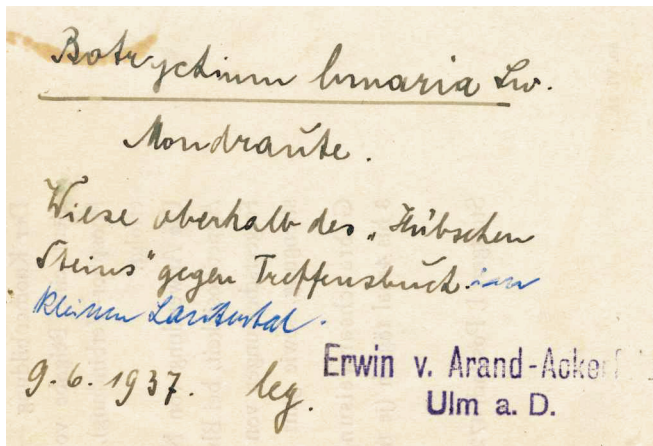 Botrychium lunaria Sw.
Mondraute.
Wiese oberhalb des „Hübschen
Steins" gegen Treffensbuch im
kleinen Lautertal.
9.6.1937. leg.
Erwin v. Arand-Acker
Ulm a. D.